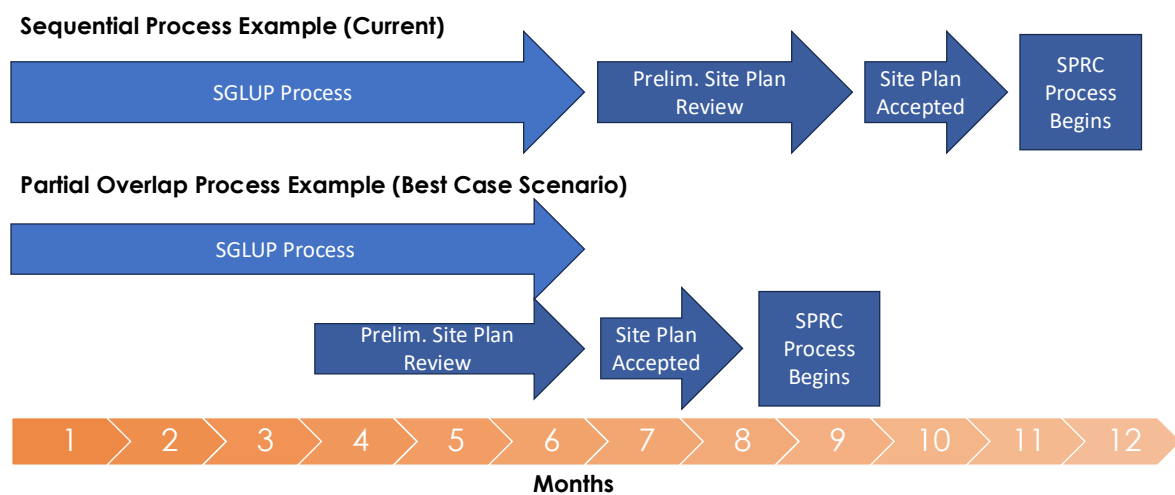 Sequential Process Example (Current)
SGLUP Process
Prelim. Site Plan
Review
Site Plan
Accepted
SPRC
Process
Begins
Partial Overlap Process Example (Best Case Scenario)
SGLUP Process
Prelim. Site Plan
Review
Site Plan
Accepted
SPRC
Process
Begins
1 2 3 4 5 6 7 8 9 10 11 12
Months